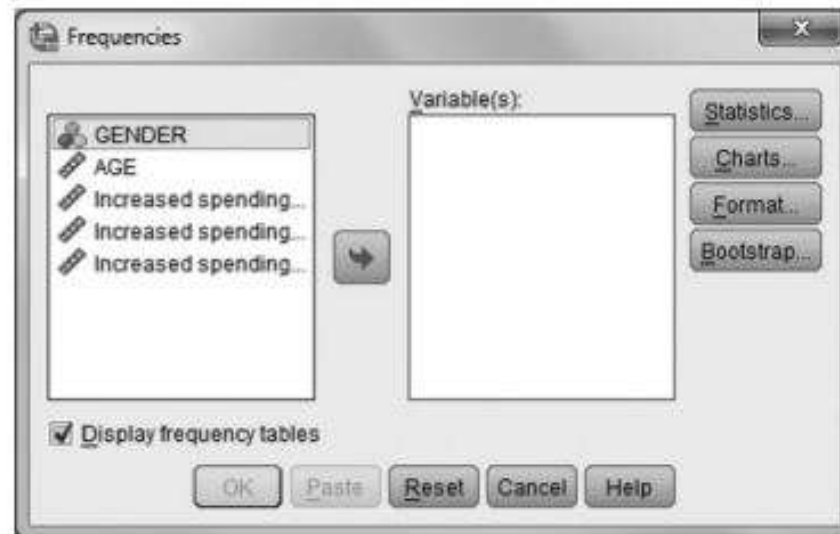 Frequencies
Variable(s):
GENDER
AGE
Increased spending...
Increased spending...
Increased spending...
Statistics...
Charts...
Format...
Bootstrap...
Display frequency tables
OK Paste Reset Cancel Help